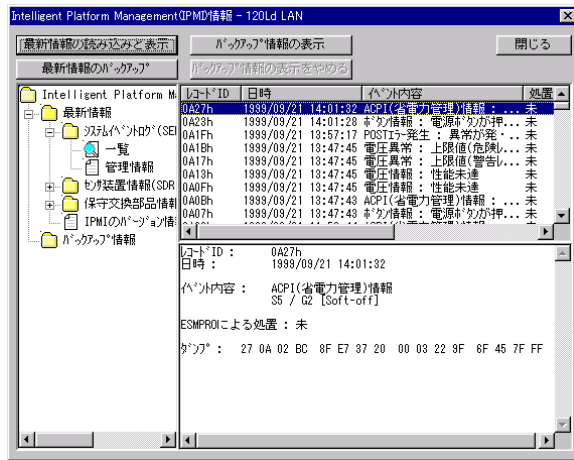 Intelligent Platform Management(IPMI)情報 - 120Ld LAN
最新情報の読み込みと表示
バックアップ情報の表示
閉じる
最新情報のバックアップ
バックアップ情報の表示をやめる
Intelligent Platform M
最新情報
システムイベントログ(SEL
一覧
管理情報
センサ装置情報(SDR
保守交換部品情報
IPMIのバージョン情
バックアップ情報
レコードID 日時 イベント内容 処置
0A27h 1999/09/21 14:01:32 ACPI(省電力管理)情報 : ... 未
0A23h 1999/09/21 14:01:28 ボタン情報 : 電源ボタンが押... 未
0A1Fh 1999/09/21 13:57:17 POSTエラー発生 : 異常が発... 未
0A1Bh 1999/09/21 13:47:45 電圧異常 : 上限値(危険レ... 未
0A17h 1999/09/21 13:47:45 電圧異常 : 上限値(警告レ... 未
0A13h 1999/09/21 13:47:45 電圧情報 : 性能未達 未
0A0Fh 1999/09/21 13:47:45 電圧情報 : 性能未達 未
0A0Bh 1999/09/21 13:47:43 ACPI(省電力管理)情報 : ... 未
0A07h 1999/09/21 13:47:43 ボタン情報 : 電源ボタンが押... 未
レコードID : 0A27h
日時 : 1999/09/21 14:01:32
イベント内容 : ACPI(省電力管理)情報
S5 / G2 [Soft-off]
ESMPROによる処置 : 未
ダンプ : 27 0A 02 BC 8F E7 37 20 00 03 22 9F 6F 45 7F FF